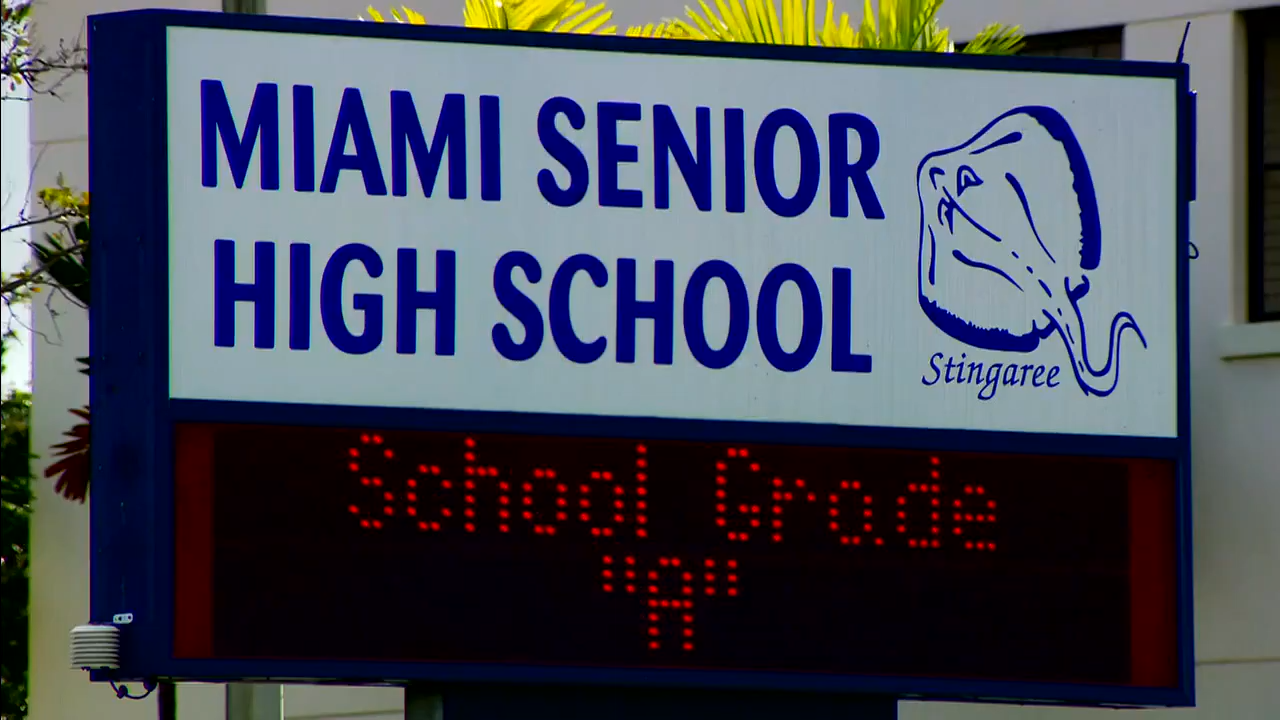 MIAMI SENIOR
HIGH SCHOOL
Stingaree
School Grade
"A"